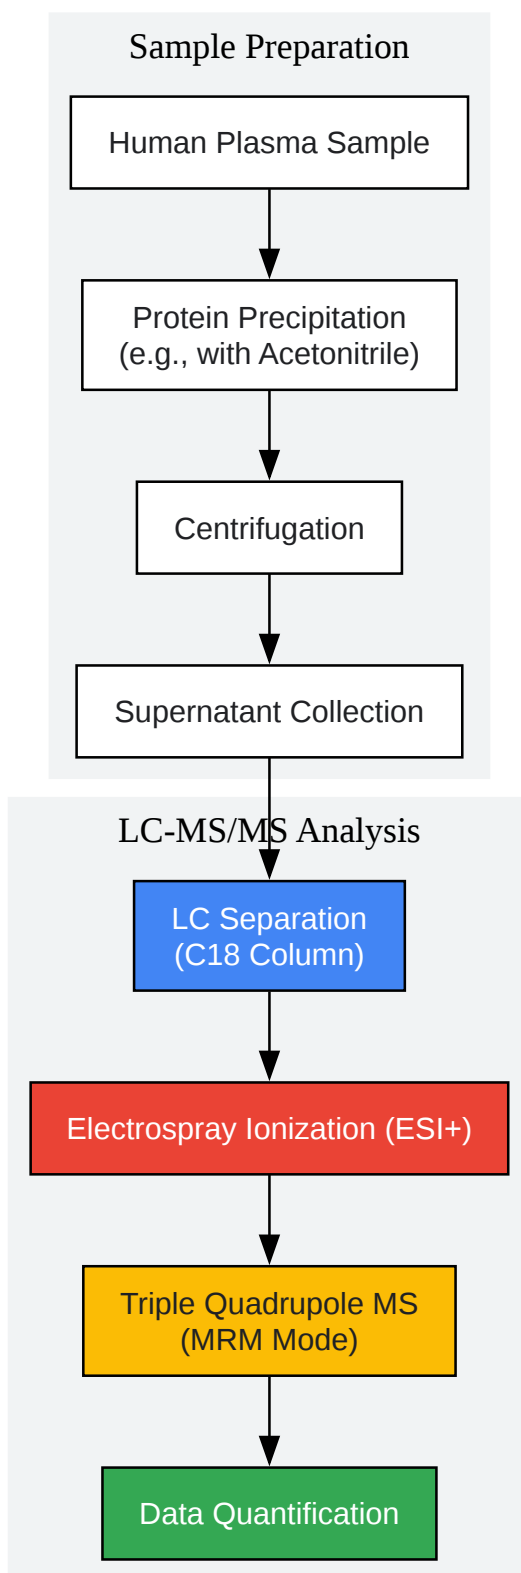 Sample Preparation
Human Plasma Sample
Protein Precipitation
(e.g., with Acetonitrile)
Centrifugation
Supernatant Collection
LC-MS/MS Analysis
LC Separation
(C18 Column)
Electrospray Ionization (ESI+)
Triple Quadrupole MS
(MRM Mode)
Data Quantification